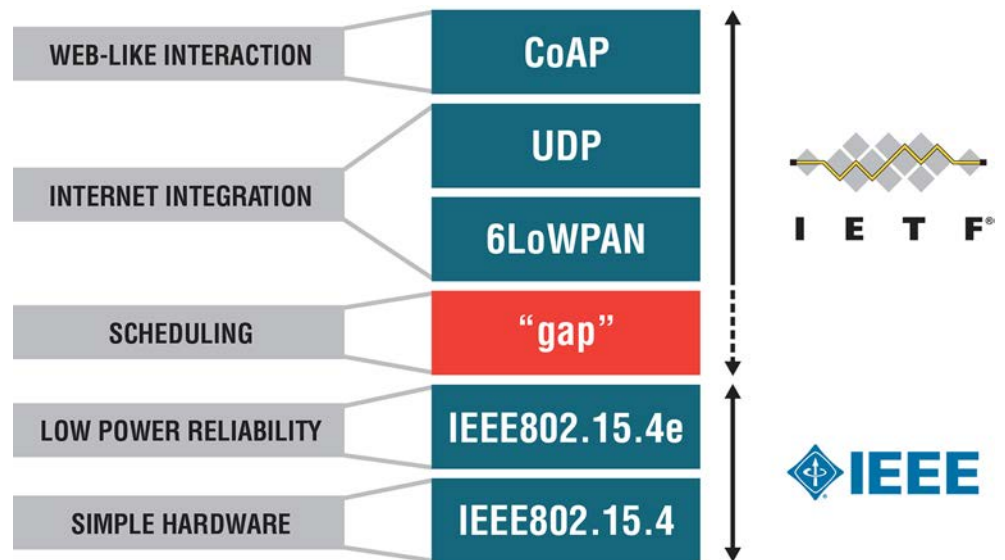 WEB-LIKE INTERACTION
CoAP
INTERNET INTEGRATION
UDP
6LoWPAN
SCHEDULING
“gap”
LOW POWER RELIABILITY
IEEE802.15.4e
SIMPLE HARDWARE
IEEE802.15.4
I E T F®
IEEE